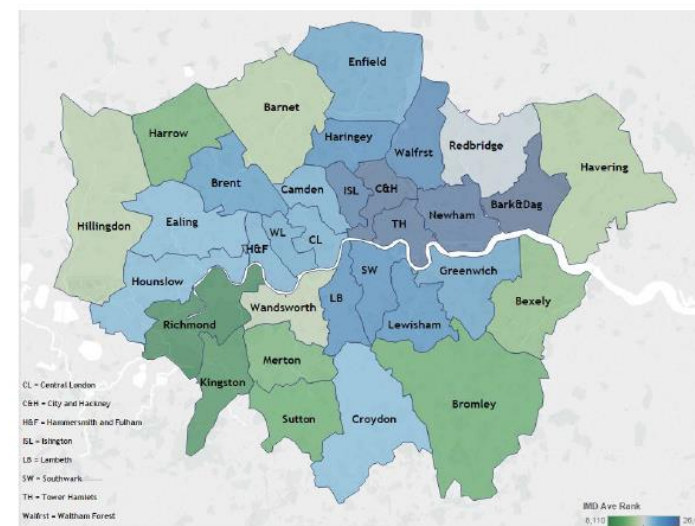 Enfield
Barnet
Harrow
Haringey
Walfrst
Redbridge
Havering
Brent
Camden
ISL
C&H
Hillingdon
Ealing
WL
TH
Newham
Bark&Dag
H&F
CL
Hounslow
SW
Greenwich
Wandsworth
LB
Bexely
Richmond
Lewisham
Merton
Kingston
Sutton
Croydon
Bromley
CL = Central London
C&H = City and Hackney
H&F = Hammersmith and Fulham
ISL = Islington
LB = Lambeth
SW = Southwark
TH = Tower Hamlets
Walfrst = Waltham Forest
IMD Ave Rank